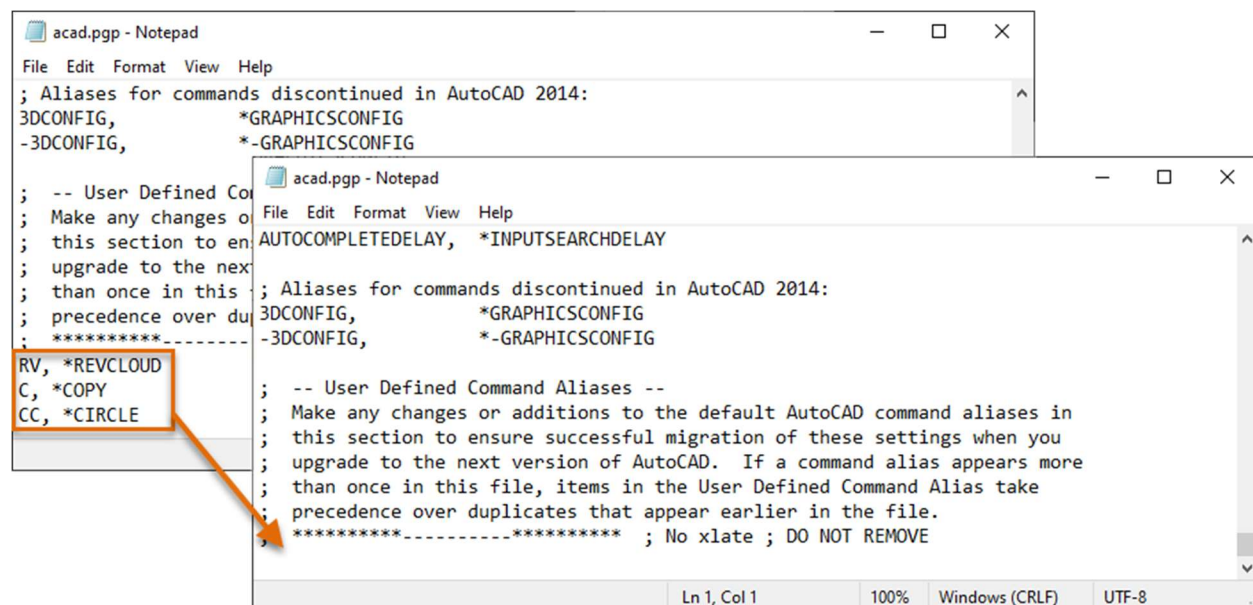 acad.pgp - Notepad
File Edit Format View Help
; Aliases for commands discontinued in AutoCAD 2014:
3DCONFIG, *GRAPHICSCONFIG
-3DCONFIG, *-GRAPHICSCONFIG
; -- User Defined
; Make any changes
; this section to
; upgrade to the
; than once in this
; precedence over
; **********--------
RV, *REVCLOUD
C, *COPY
CC, *CIRCLE
acad.pgp - Notepad
File Edit Format View Help
AUTOCOMPLETEDELAY, *INPUTSEARCHDELAY
; Aliases for commands discontinued in AutoCAD 2014:
3DCONFIG, *GRAPHICSCONFIG
-3DCONFIG, *-GRAPHICSCONFIG
; -- User Defined Command Aliases --
; Make any changes or additions to the default AutoCAD command aliases in
; this section to ensure successful migration of these settings when you
; upgrade to the next version of AutoCAD. If a command alias appears more
; than once in this file, items in the User Defined Command Alias take
; precedence over duplicates that appear earlier in the file.
; **********----------********** ; No xlate ; DO NOT REMOVE
Ln 1, Col 1 100% Windows (CRLF) UTF-8